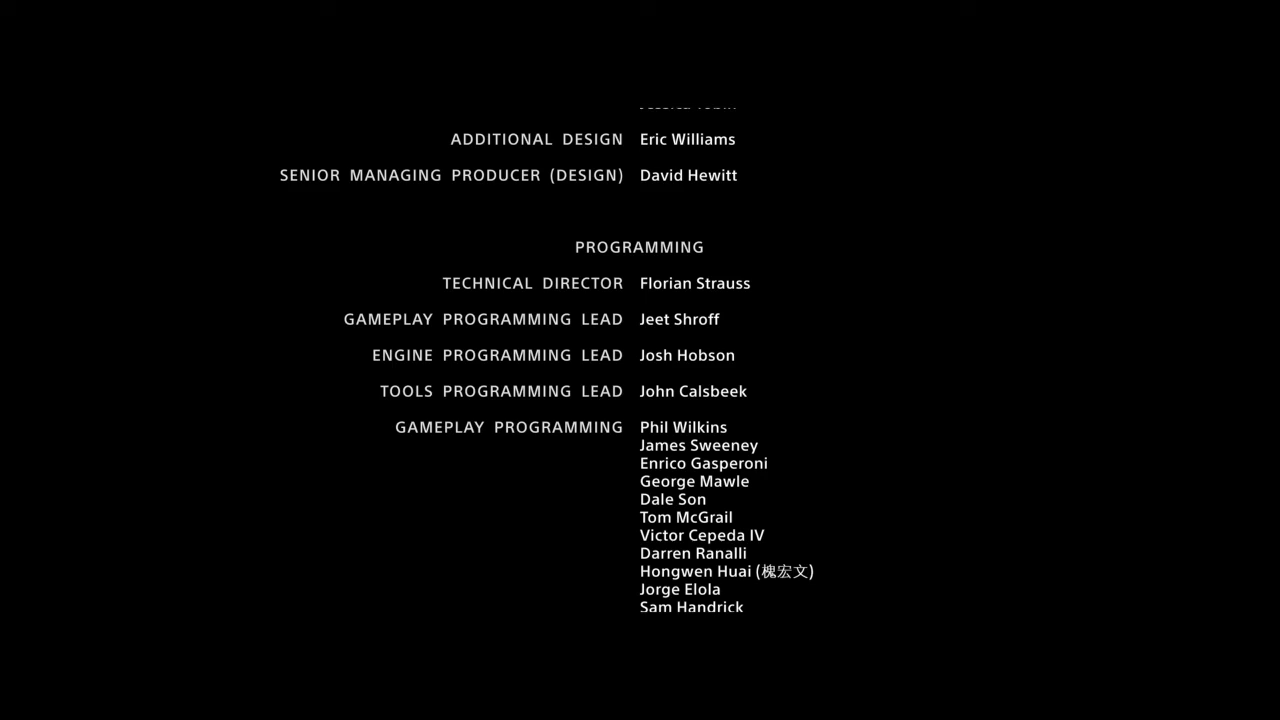 ADDITIONAL DESIGN Eric Williams
SENIOR MANAGING PRODUCER (DESIGN) David Hewitt
PROGRAMMING
TECHNICAL DIRECTOR Florian Strauss
GAMEPLAY PROGRAMMING LEAD Jeet Shroff
ENGINE PROGRAMMING LEAD Josh Hobson
TOOLS PROGRAMMING LEAD John Calsbeek
GAMEPLAY PROGRAMMING Phil Wilkins
James Sweeney
Enrico Gasperoni
George Mawle
Dale Son
Tom McGrail
Victor Cepeda IV
Darren Ranalli
Hongwen Huai (槐宏文)
Jorge Elola
Sam Handrick